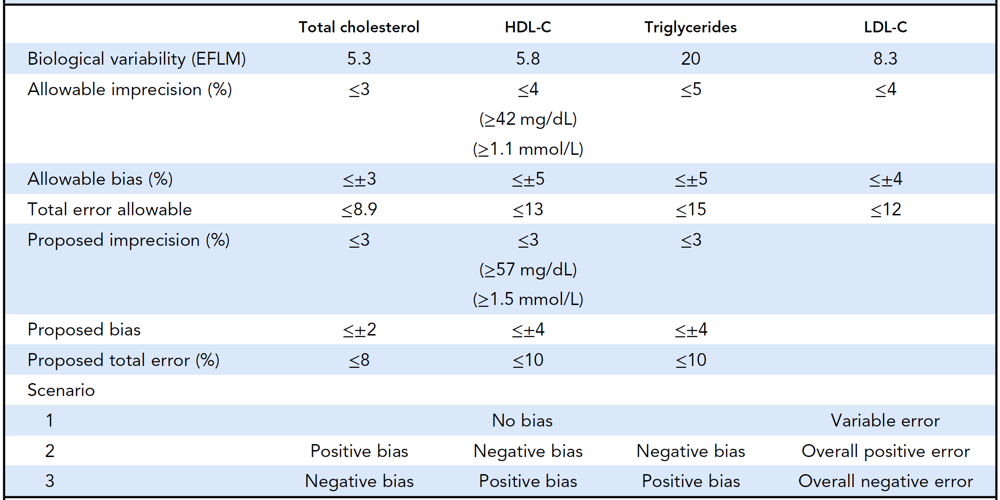 Total cholesterol HDL-C Triglycerides LDL-C
Biological variability (EFLM) 5.3 5.8 20 8.3
Allowable imprecision (%) ≤3 ≤4 ≤5 ≤4
(≥42 mg/dL)
(≥1.1 mmol/L)
Allowable bias (%) ≤±3 ≤±5 ≤±5 ≤±4
Total error allowable ≤8.9 ≤13 ≤15 ≤12
Proposed imprecision (%) ≤3 ≤3 ≤3
(≥57 mg/dL)
(≥1.5 mmol/L)
Proposed bias ≤±2 ≤±4 ≤±4
Proposed total error (%) ≤8 ≤10 ≤10
Scenario
1 No bias Variable error
2 Positive bias Negative bias Negative bias Overall positive error
3 Negative bias Positive bias Positive bias Overall negative error